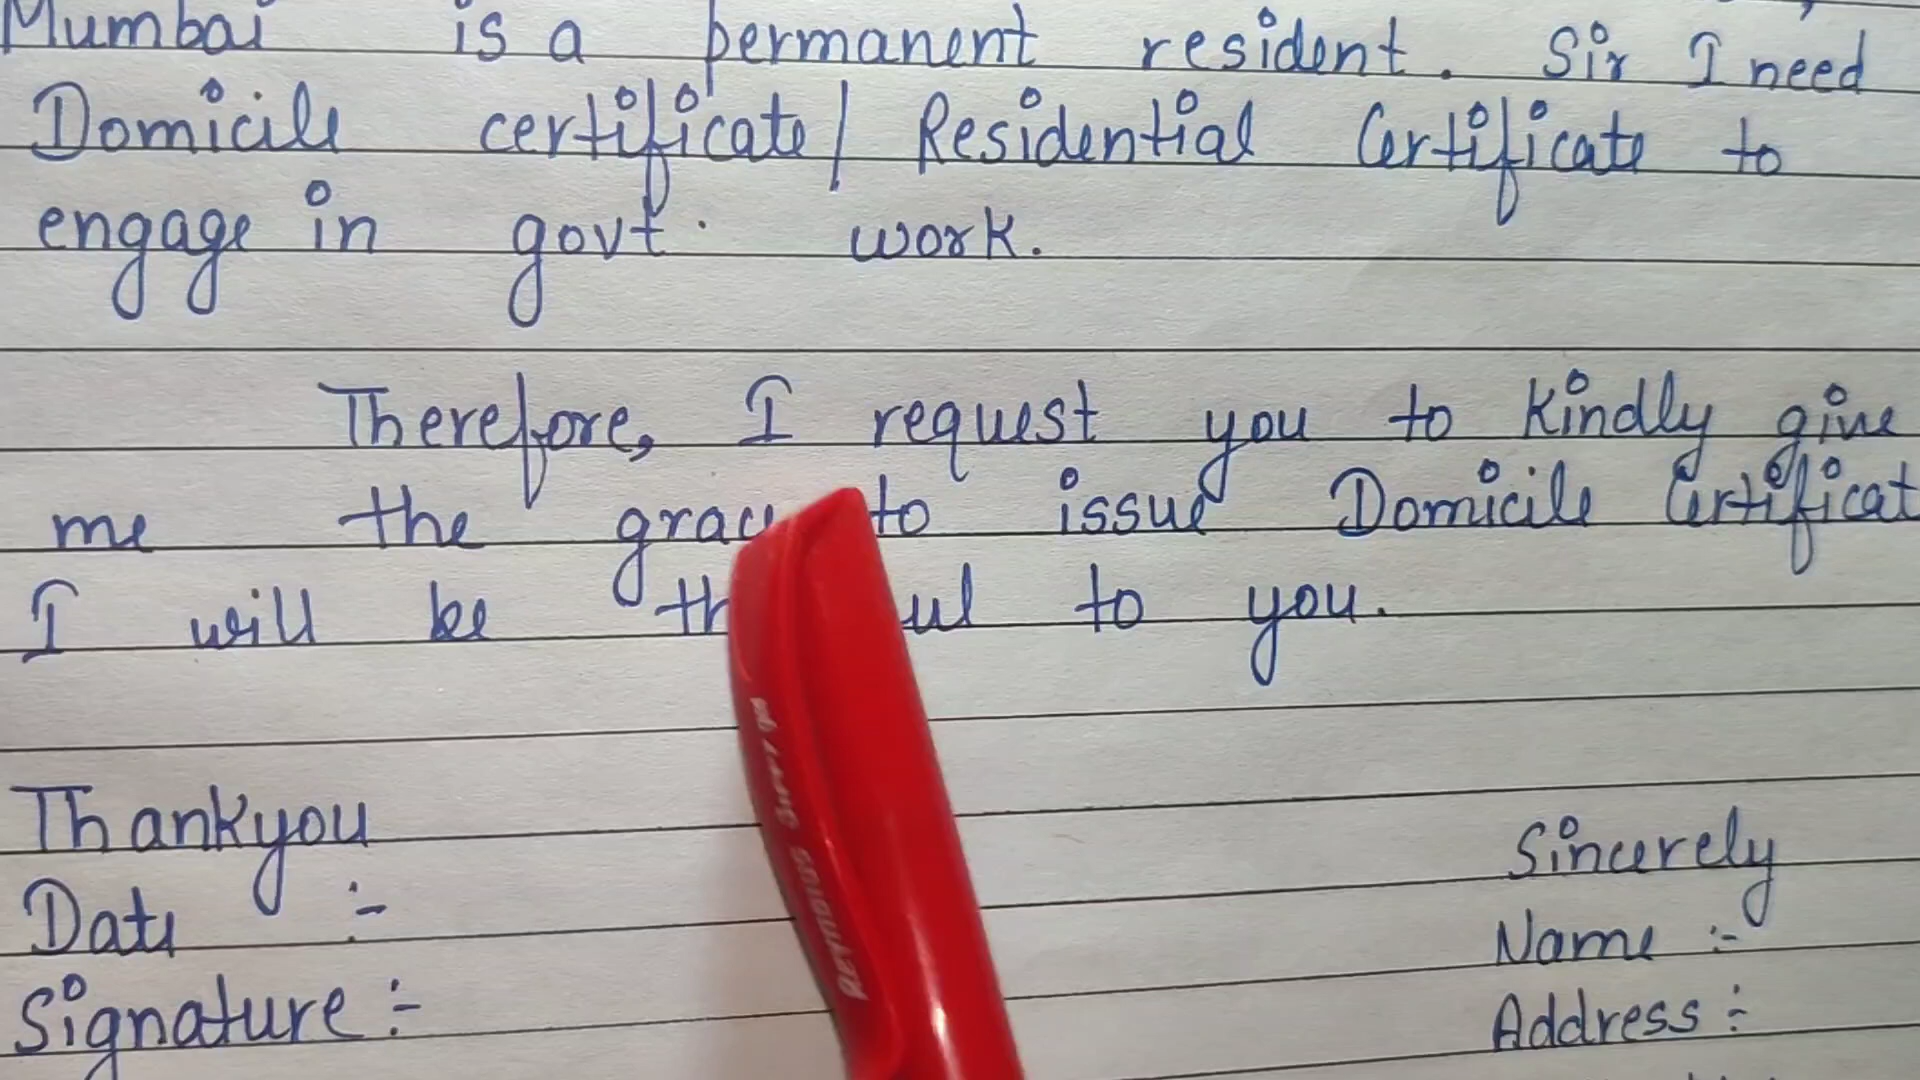 Mumbai is a permanent resident. Sir I need
Domicile certificate/ Residential Certificate to
engage in govt. work.
Therefore, I request you to kindly give
me the to issue Domicile Certificat
I will be to you.
Thankyou
Date :-
Signature :-
Sincerely
Name :-
Address :-
Reynolds